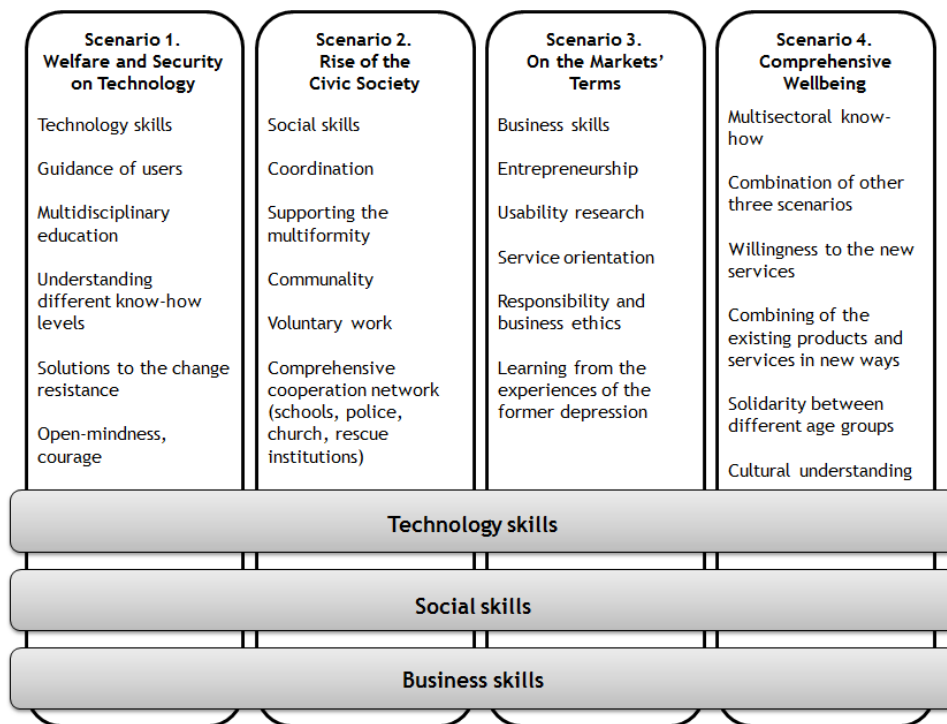 Scenario 1.
Welfare and Security
on Technology
Technology skills
Guidance of users
Multidisciplinary
education
Understanding
different know-how
levels
Solutions to the change
resistance
Open-mindness,
courage
Scenario 2.
Rise of the
Civic Society
Social skills
Coordination
Supporting the
multiformity
Communality
Voluntary work
Comprehensive
cooperation network
(schools, police,
church, rescue
institutions)
Scenario 3.
On the Markets’
Terms
Business skills
Entrepreneurship
Usability research
Service orientation
Responsibility and
business ethics
Learning from the
experiences of the
former depression
Scenario 4.
Comprehensive
Wellbeing
Multisectoral know-
how
Combination of other
three scenarios
Willingness to the new
services
Combining of the
existing products and
services in new ways
Solidarity between
different age groups
Cultural understanding
Technology skills
Social skills
Business skills